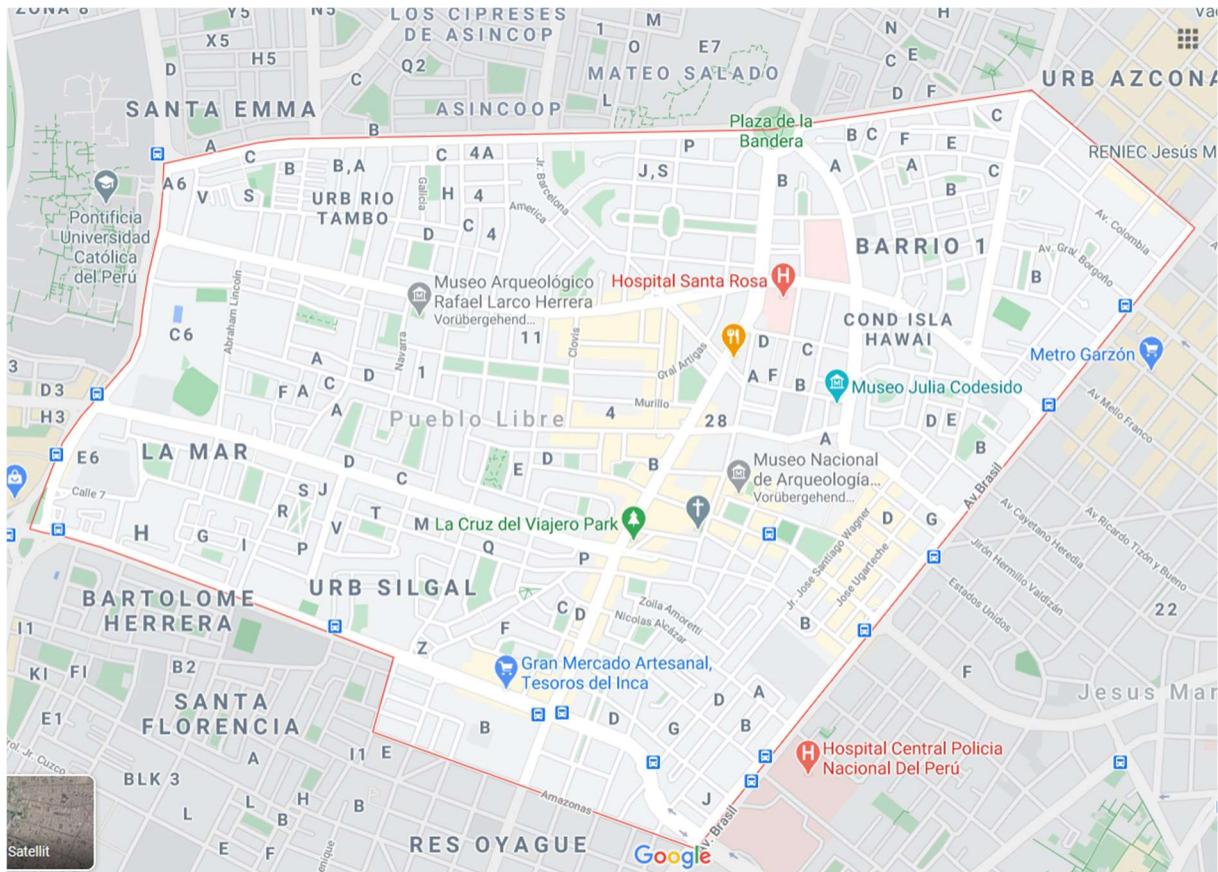 ZONA 8
Y5
N5
LOS CIPRESES
DE ASINCOP
M
H
X5
H5
1
O
E7
N
C
E
D
C
Q2
MATEO SALADO
URB AZCONA
SANTA EMMA
ASINCOOP
L
D
F
B
Plaza de la
Bandera
C
A
C
B
B,A
C
4A
P
B
C
F
E
RENIEC Jesús M
A6
V
S
URB RIO
TAMBO
Galicia
H
4
Jr. Barcelona
J,S
B
A
A
B
C
Pontificia
Universidad
Católica
del Perú
America
C
4
D
BARRIO 1
Av. Colombia
Av. Gral. Borgoño
B
Museo Arqueológico
Rafael Larco Herrera
Vorübergehend...
Hospital Santa Rosa
COND ISLA
HAWAI
C6
Abraham Lincoln
Navarra
11
Clovis
Gral Artigas
D
C
Metro Garzón
3
D3
H3
A
F
A
C
A
D
1
A
F
B
Museo Julia Codesido
Av Mello Franco
Pueblo Libre
Murillo
4
28
D
E
B
LA MAR
E6
D
C
E
D
B
A
Museo Nacional
de Arqueología...
Vorübergehend...
Av. Brasil
Calle 7
S
J
R
T
V
M
La Cruz del Viajero Park
D
G
Av Cayetano Heredia
Av Ricardo Tizón y Bueno
H
G
I
P
Q
P
Jr. Jose Santiago Wagner
Jose Ugarteche
Jirón Hermilio Valdizán
Estados Unidos
URB SILGAL
BARTOLOME
HERRERA
C
D
Zoila Amoretti
Nicolas Alcázar
B
22
I1
F
Z
B2
KI
FI
Gran Mercado Artesanal,
Tesoros del Inca
F
Jesus Mar
SANTA
FLORENCIA
E1
D
A
B
D
G
B
A
I1
E
Hospital Central Policia
Nacional Del Perú
Prol. Jr. Cuzco
BLK 3
L
H
B
L
Amazonas
J
Av. Brasil
E
F
RES OYAGUE
Satellit
Google